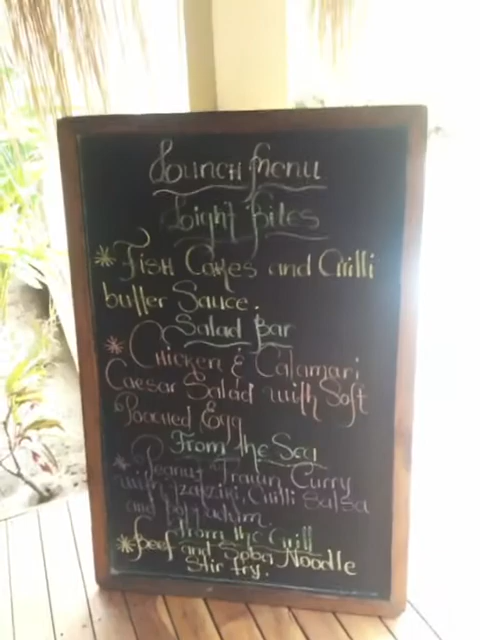 Lunch Menu
Light Bites
* Fish Cakes and Chilli
butter Sauce.
Salad Bar
* Chicken & Calamari
Caesar Salad with Soft
Poached Egg
From the Sea
* Peanut Prawn Curry
with Tzatziki, Chilli Salsa
and
From the Grill
* Beef and Soba Noodle
Stir fry.